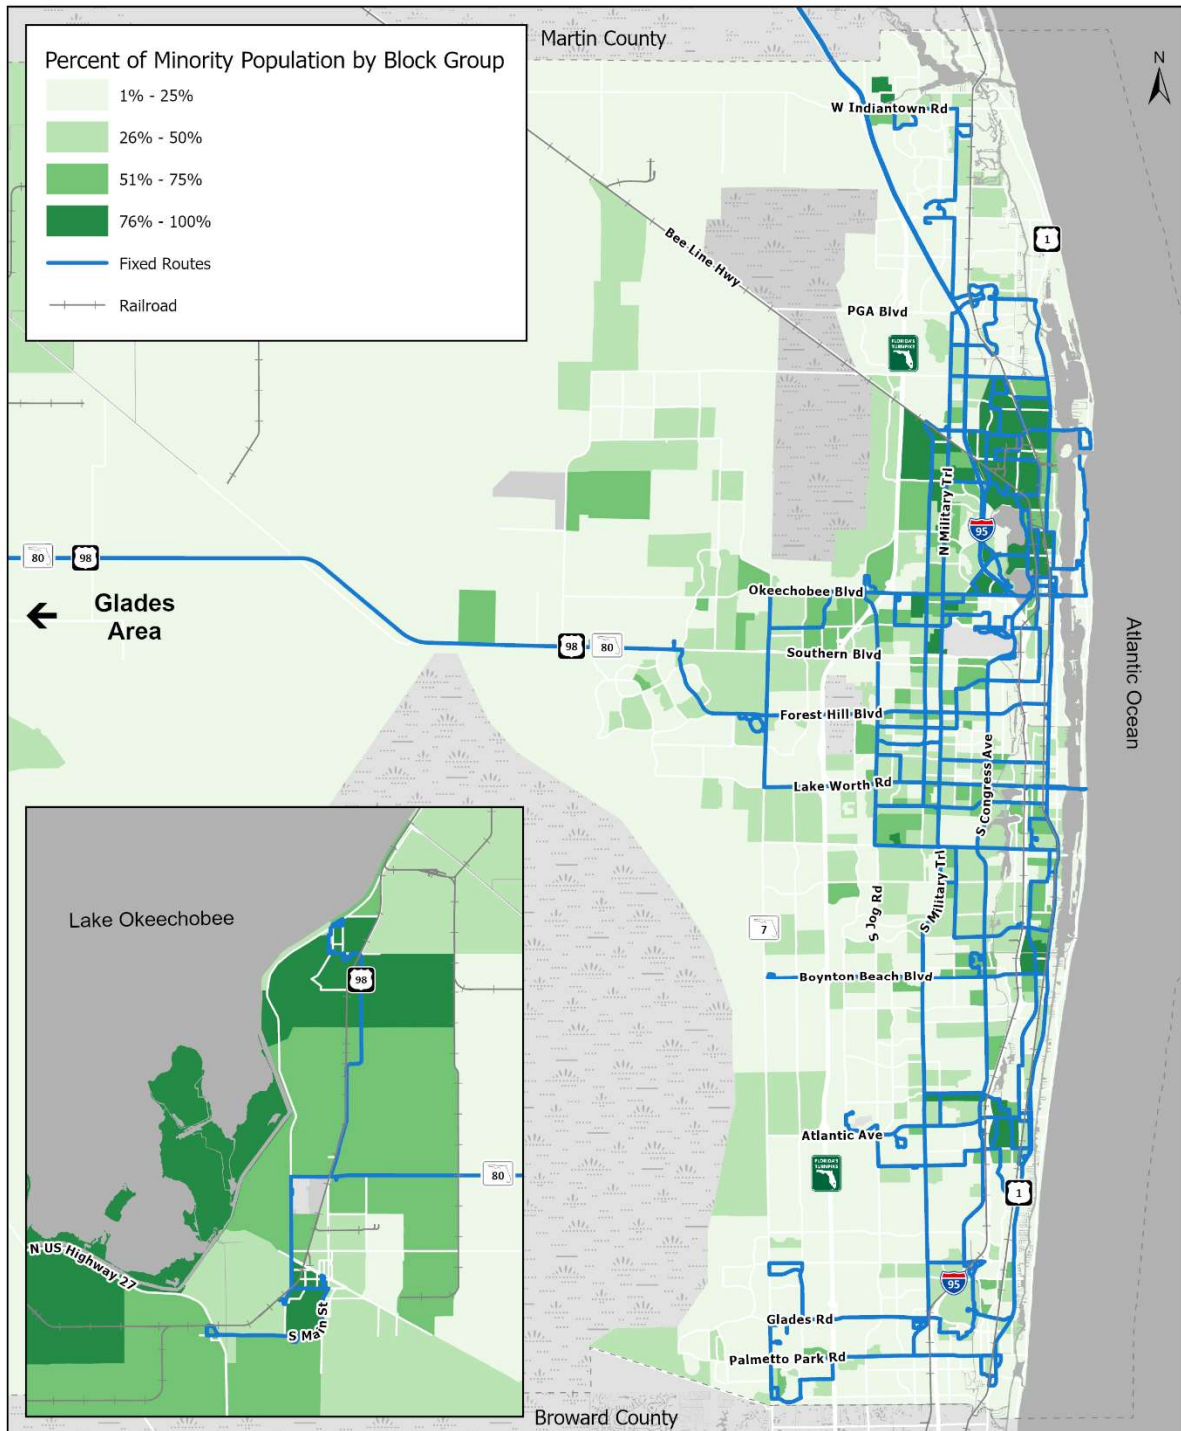 Martin County
Percent of Minority Population by Block Group
1% - 25%
26% - 50%
51% - 75%
76% - 100%
Fixed Routes
Railroad
N
W Indiantown Rd
1
Bee Line Hwy
PGA Blvd
FLORIDA'S
TURNPIKE
N Military Trl
95
80
98
Glades
Area
Okeechobee Blvd
98
80
Southern Blvd
Forest Hill Blvd
Lake Worth Rd
S Congress Ave
Atlantic Ocean
S Jog Rd
S Military Trl
7
Boynton Beach Blvd
Lake Okeechobee
98
80
N US Highway 27
S Main St
Atlantic Ave
FLORIDA'S
TURNPIKE
1
95
Glades Rd
Palmetto Park Rd
Broward County